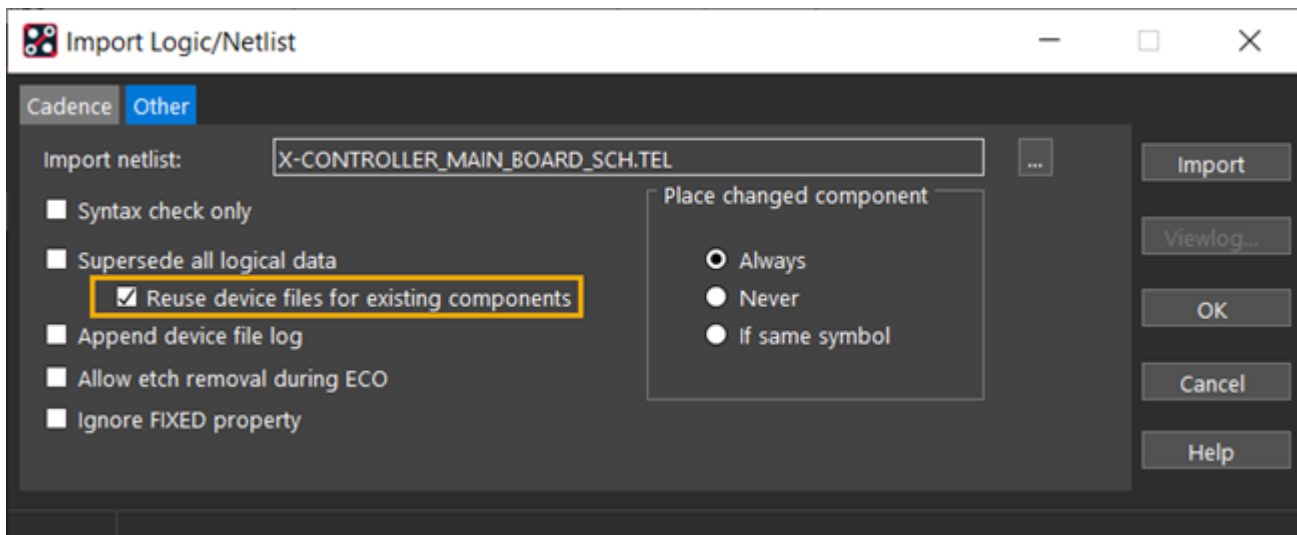 Import Logic/Netlist
Cadence Other
Import netlist: X-CONTROLLER_MAIN_BOARD_SCH.TEL ...
Syntax check only
Supersede all logical data
Reuse device files for existing components
Append device file log
Allow etch removal during ECO
Ignore FIXED property
Place changed component
Always
Never
If same symbol
Import
Viewlog...
OK
Cancel
Help